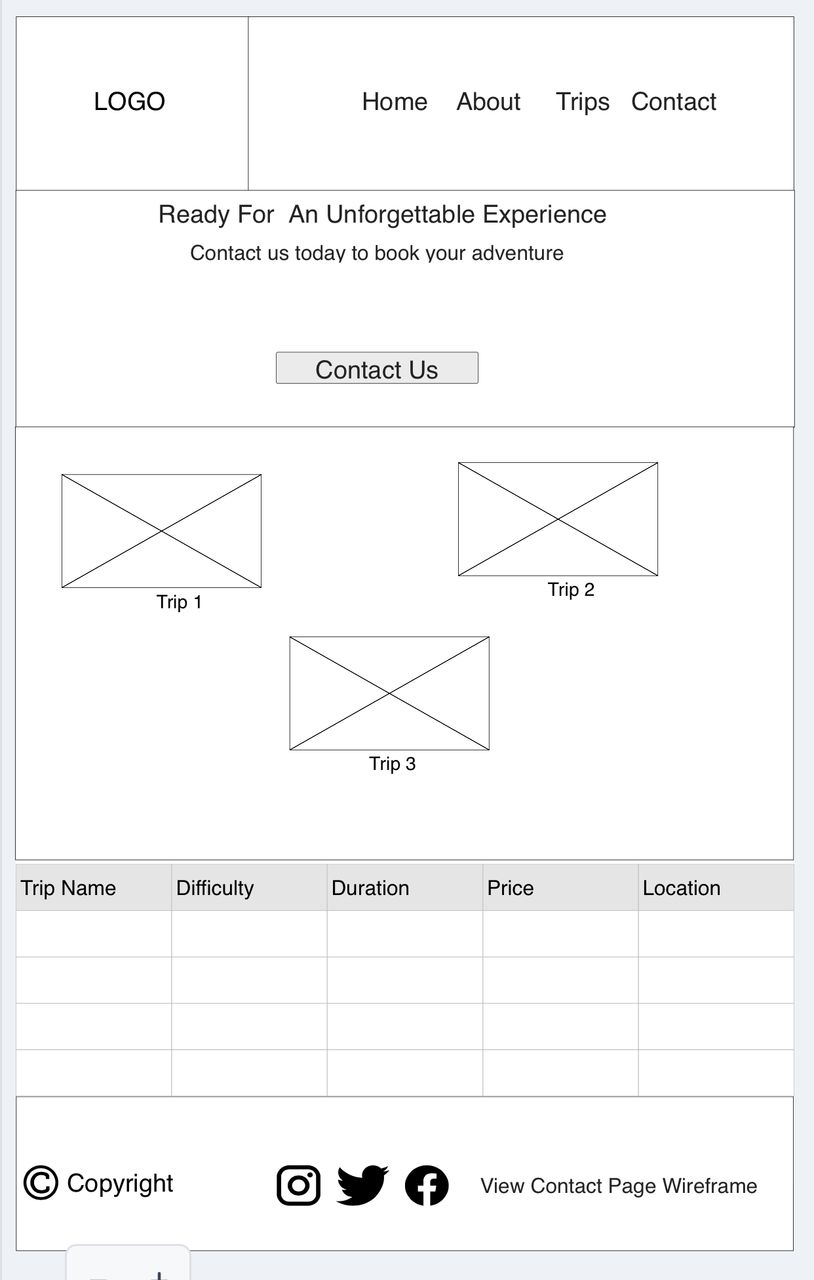 LOGO
Home About Trips Contact
Ready For An Unforgettable Experience
Contact us today to book your adventure
Contact Us
Trip 1
Trip 2
Trip 3
Trip Name Difficulty Duration Price Location
© Copyright
View Contact Page Wireframe